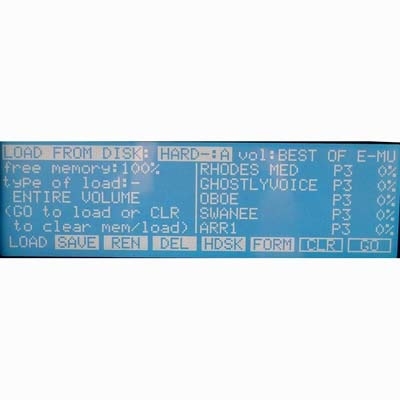 LOAD FROM DISK: HARD-:A vol:BEST OF E-MU
free memory:100% RHODES MED P3 0%
type of load:- GHOSTLYVOICE P3 0%
ENTIRE VOLUME OBOE P3 0%
(GO to load or CLR SWANEE P3 0%
to clear mem/load) ARR1 P3 0%
LOAD SAVE REN DEL HDSK FORM CLR GO